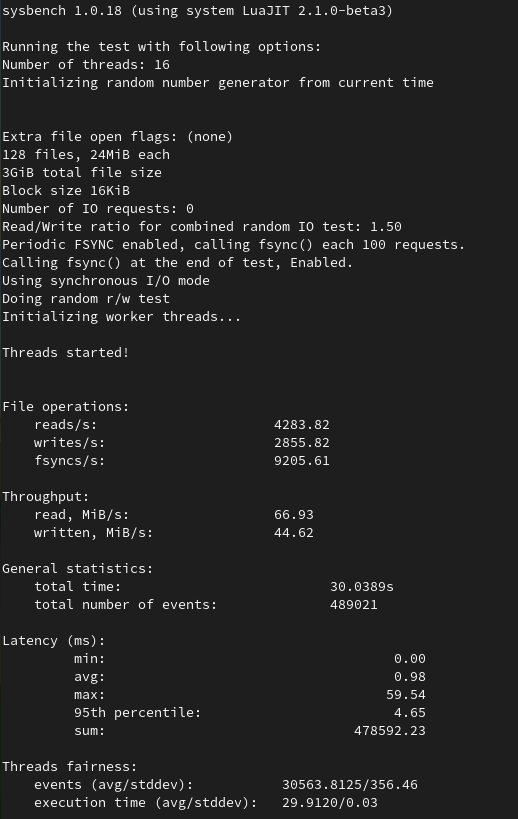 sysbench 1.0.18 (using system LuaJIT 2.1.0-beta3)
Running the test with following options:
Number of threads: 16
Initializing random number generator from current time
Extra file open flags: (none)
128 files, 24MiB each
3GiB total file size
Block size 16KiB
Number of IO requests: 0
Read/Write ratio for combined random IO test: 1.50
Periodic FSYNC enabled, calling fsync() each 100 requests.
Calling fsync() at the end of test, Enabled.
Using synchronous I/O mode
Doing random r/w test
Initializing worker threads...
Threads started!
File operations:
reads/s: 4283.82
writes/s: 2855.82
fsyncs/s: 9205.61
Throughput:
read, MiB/s: 66.93
written, MiB/s: 44.62
General statistics:
total time: 30.0389s
total number of events: 489021
Latency (ms):
min: 0.00
avg: 0.98
max: 59.54
95th percentile: 4.65
sum: 478592.23
Threads fairness:
events (avg/stddev): 30563.8125/356.46
execution time (avg/stddev): 29.9120/0.03